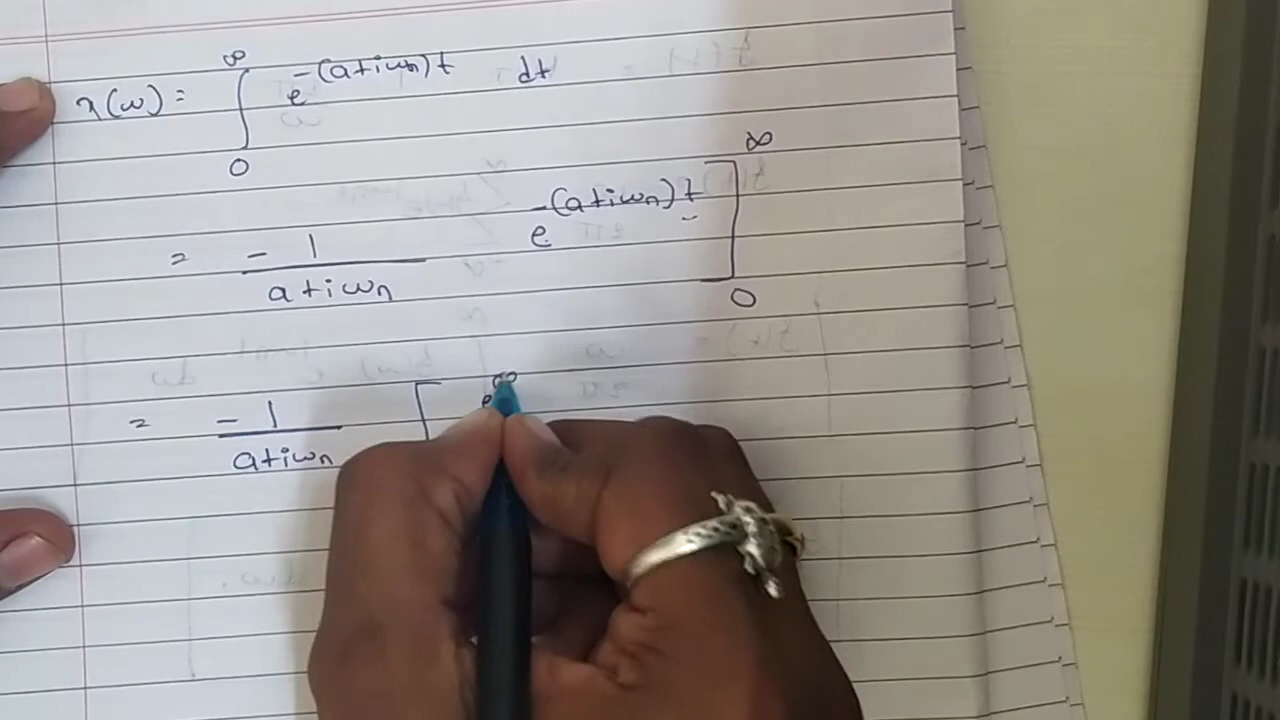 x(ω) = ∫₀^∞ e^-(a+iωn)t dt
= -1/(a+iωn) e^-(a+iωn)t ]₀^∞
= -1/(a+iωn) [ e^∞